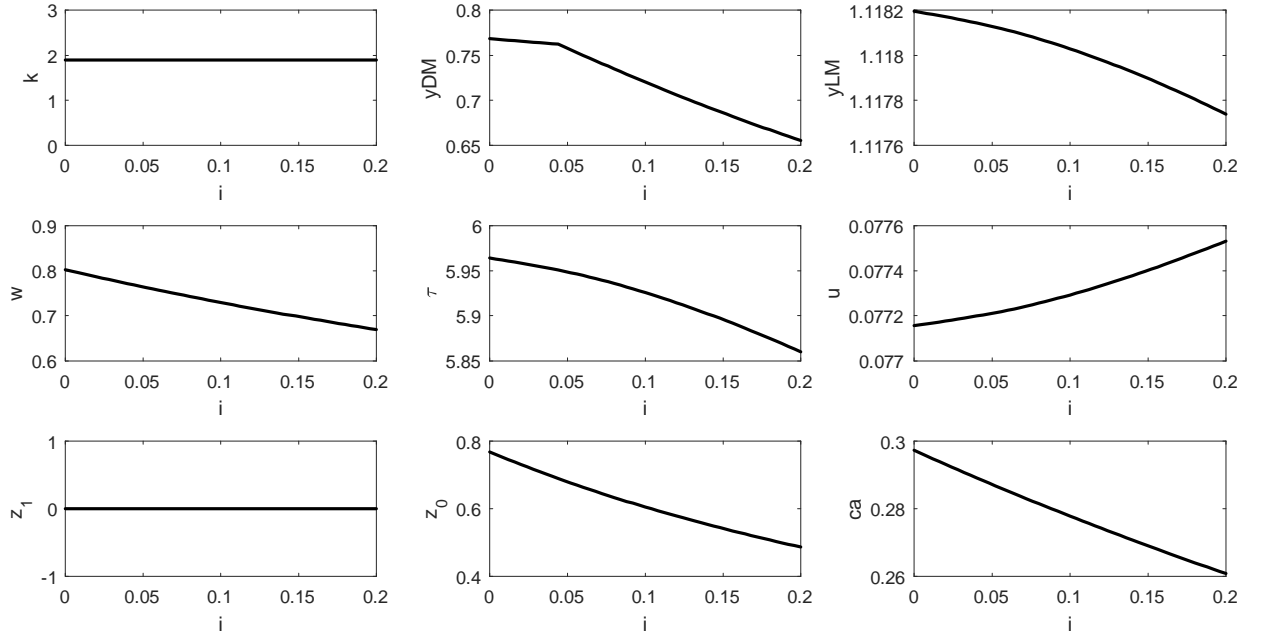 3
2
1
0
k
0 0.05 0.1 0.15 0.2
i
0.8
0.75
0.7
0.65
yDM
0 0.05 0.1 0.15 0.2
i
1.1182
1.118
1.1178
1.1176
yLM
0 0.05 0.1 0.15 0.2
i
0.9
0.8
0.7
0.6
w
0 0.05 0.1 0.15 0.2
i
6
5.95
5.9
5.85
τ
0 0.05 0.1 0.15 0.2
i
0.0776
0.0774
0.0772
0.077
u
0 0.05 0.1 0.15 0.2
i
1
0
-1
z1
0 0.05 0.1 0.15 0.2
i
0.8
0.6
0.4
z0
0 0.05 0.1 0.15 0.2
i
0.3
0.28
0.26
ca
0 0.05 0.1 0.15 0.2
i